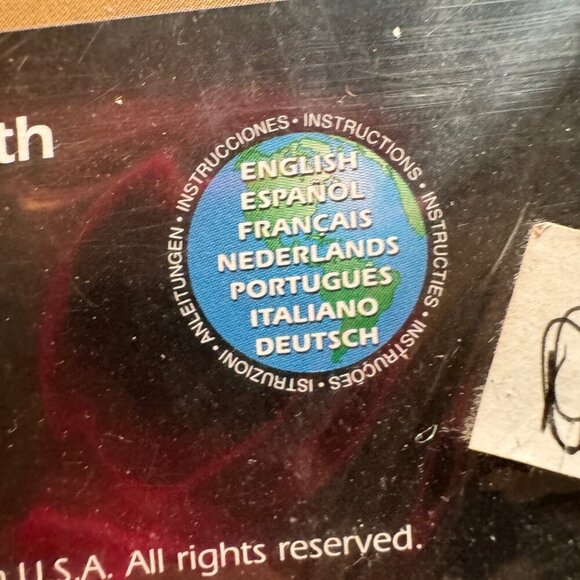 th
INSTRUCCIONES • INSTRUCTIONS • INSTRUCTIES • INSTRUÇÕES • ISTRUZIONI • ANLEITUNGEN •
ENGLISH
ESPAÑOL
FRANÇAIS
NEDERLANDS
PORTUGUÊS
ITALIANO
DEUTSCH
U.S.A. All rights reserved.